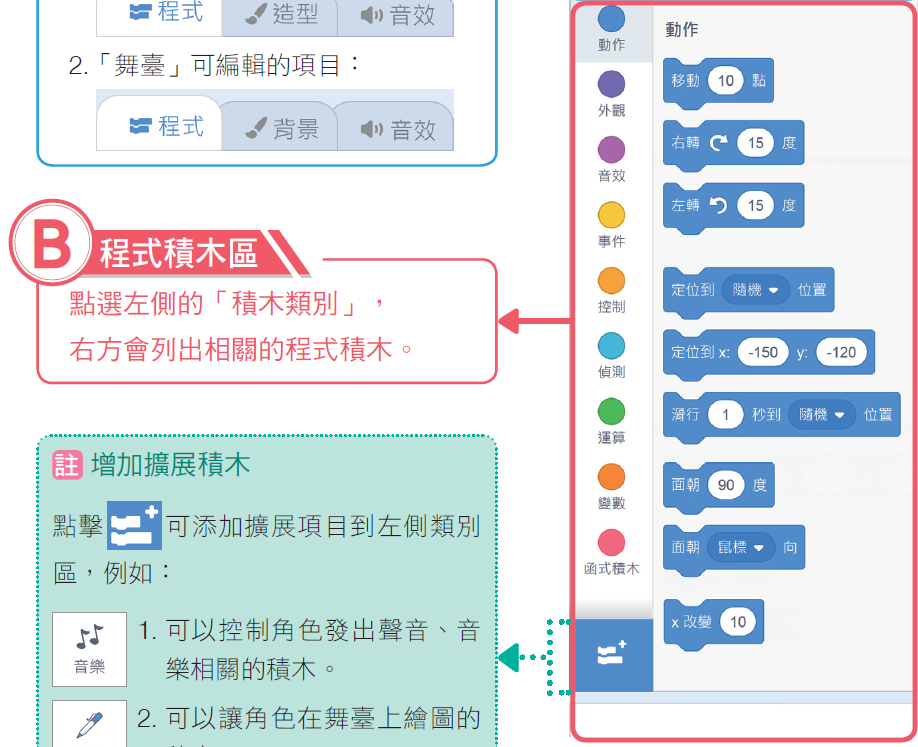 程式 造型 音效
2.「舞臺」可編輯的項目：
程式 背景 音效
B 程式積木區
點選左側的「積木類別」，
右方會列出相關的程式積木。
註 增加擴展積木
點擊 可添加擴展項目到左側類別
區，例如：
音樂
1. 可以控制角色發出聲音、音
樂相關的積木。
2. 可以讓角色在舞臺上繪圖的
動作
外觀
音效
事件
控制
偵測
運算
變數
函式積木
動作
移動 10 點
右轉 15 度
左轉 15 度
定位到 隨機 位置
定位到 x: -150 y: -120
滑行 1 秒到 隨機 位置
面朝 90 度
面朝 鼠標 向
x 改變 10